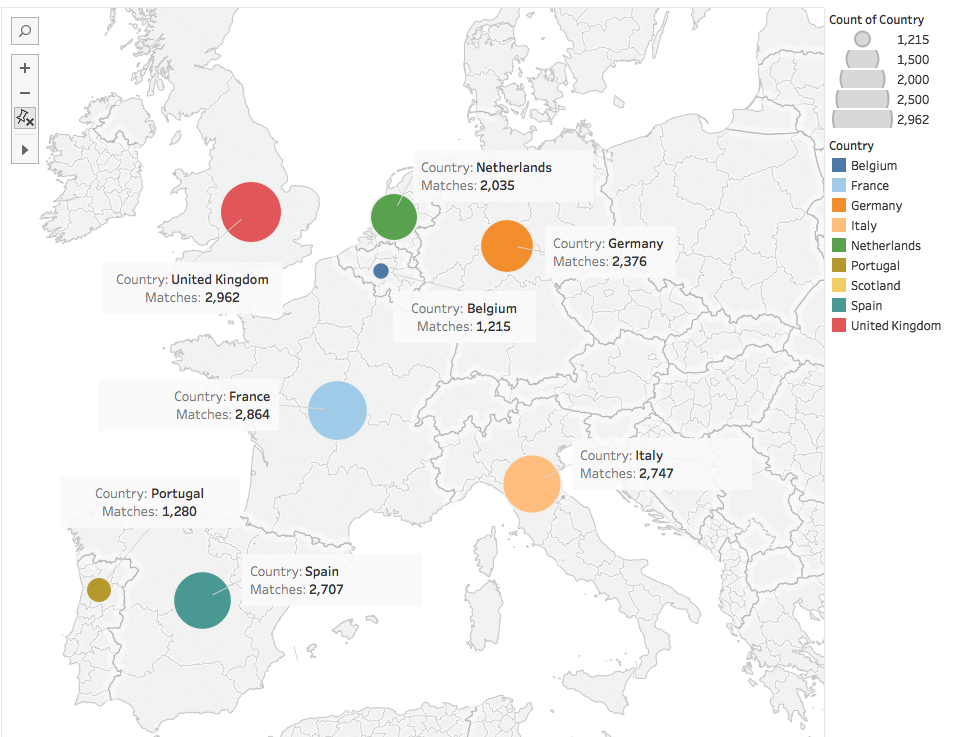 Count of Country
1,215
1,500
2,000
2,500
2,962
Country
Belgium
France
Germany
Italy
Netherlands
Portugal
Scotland
Spain
United Kingdom
Country: Netherlands
Matches: 2,035
Country: Germany
Matches: 2,376
Country: United Kingdom
Matches: 2,962
Country: Belgium
Matches: 1,215
Country: France
Matches: 2,864
Country: Italy
Matches: 2,747
Country: Portugal
Matches: 1,280
Country: Spain
Matches: 2,707